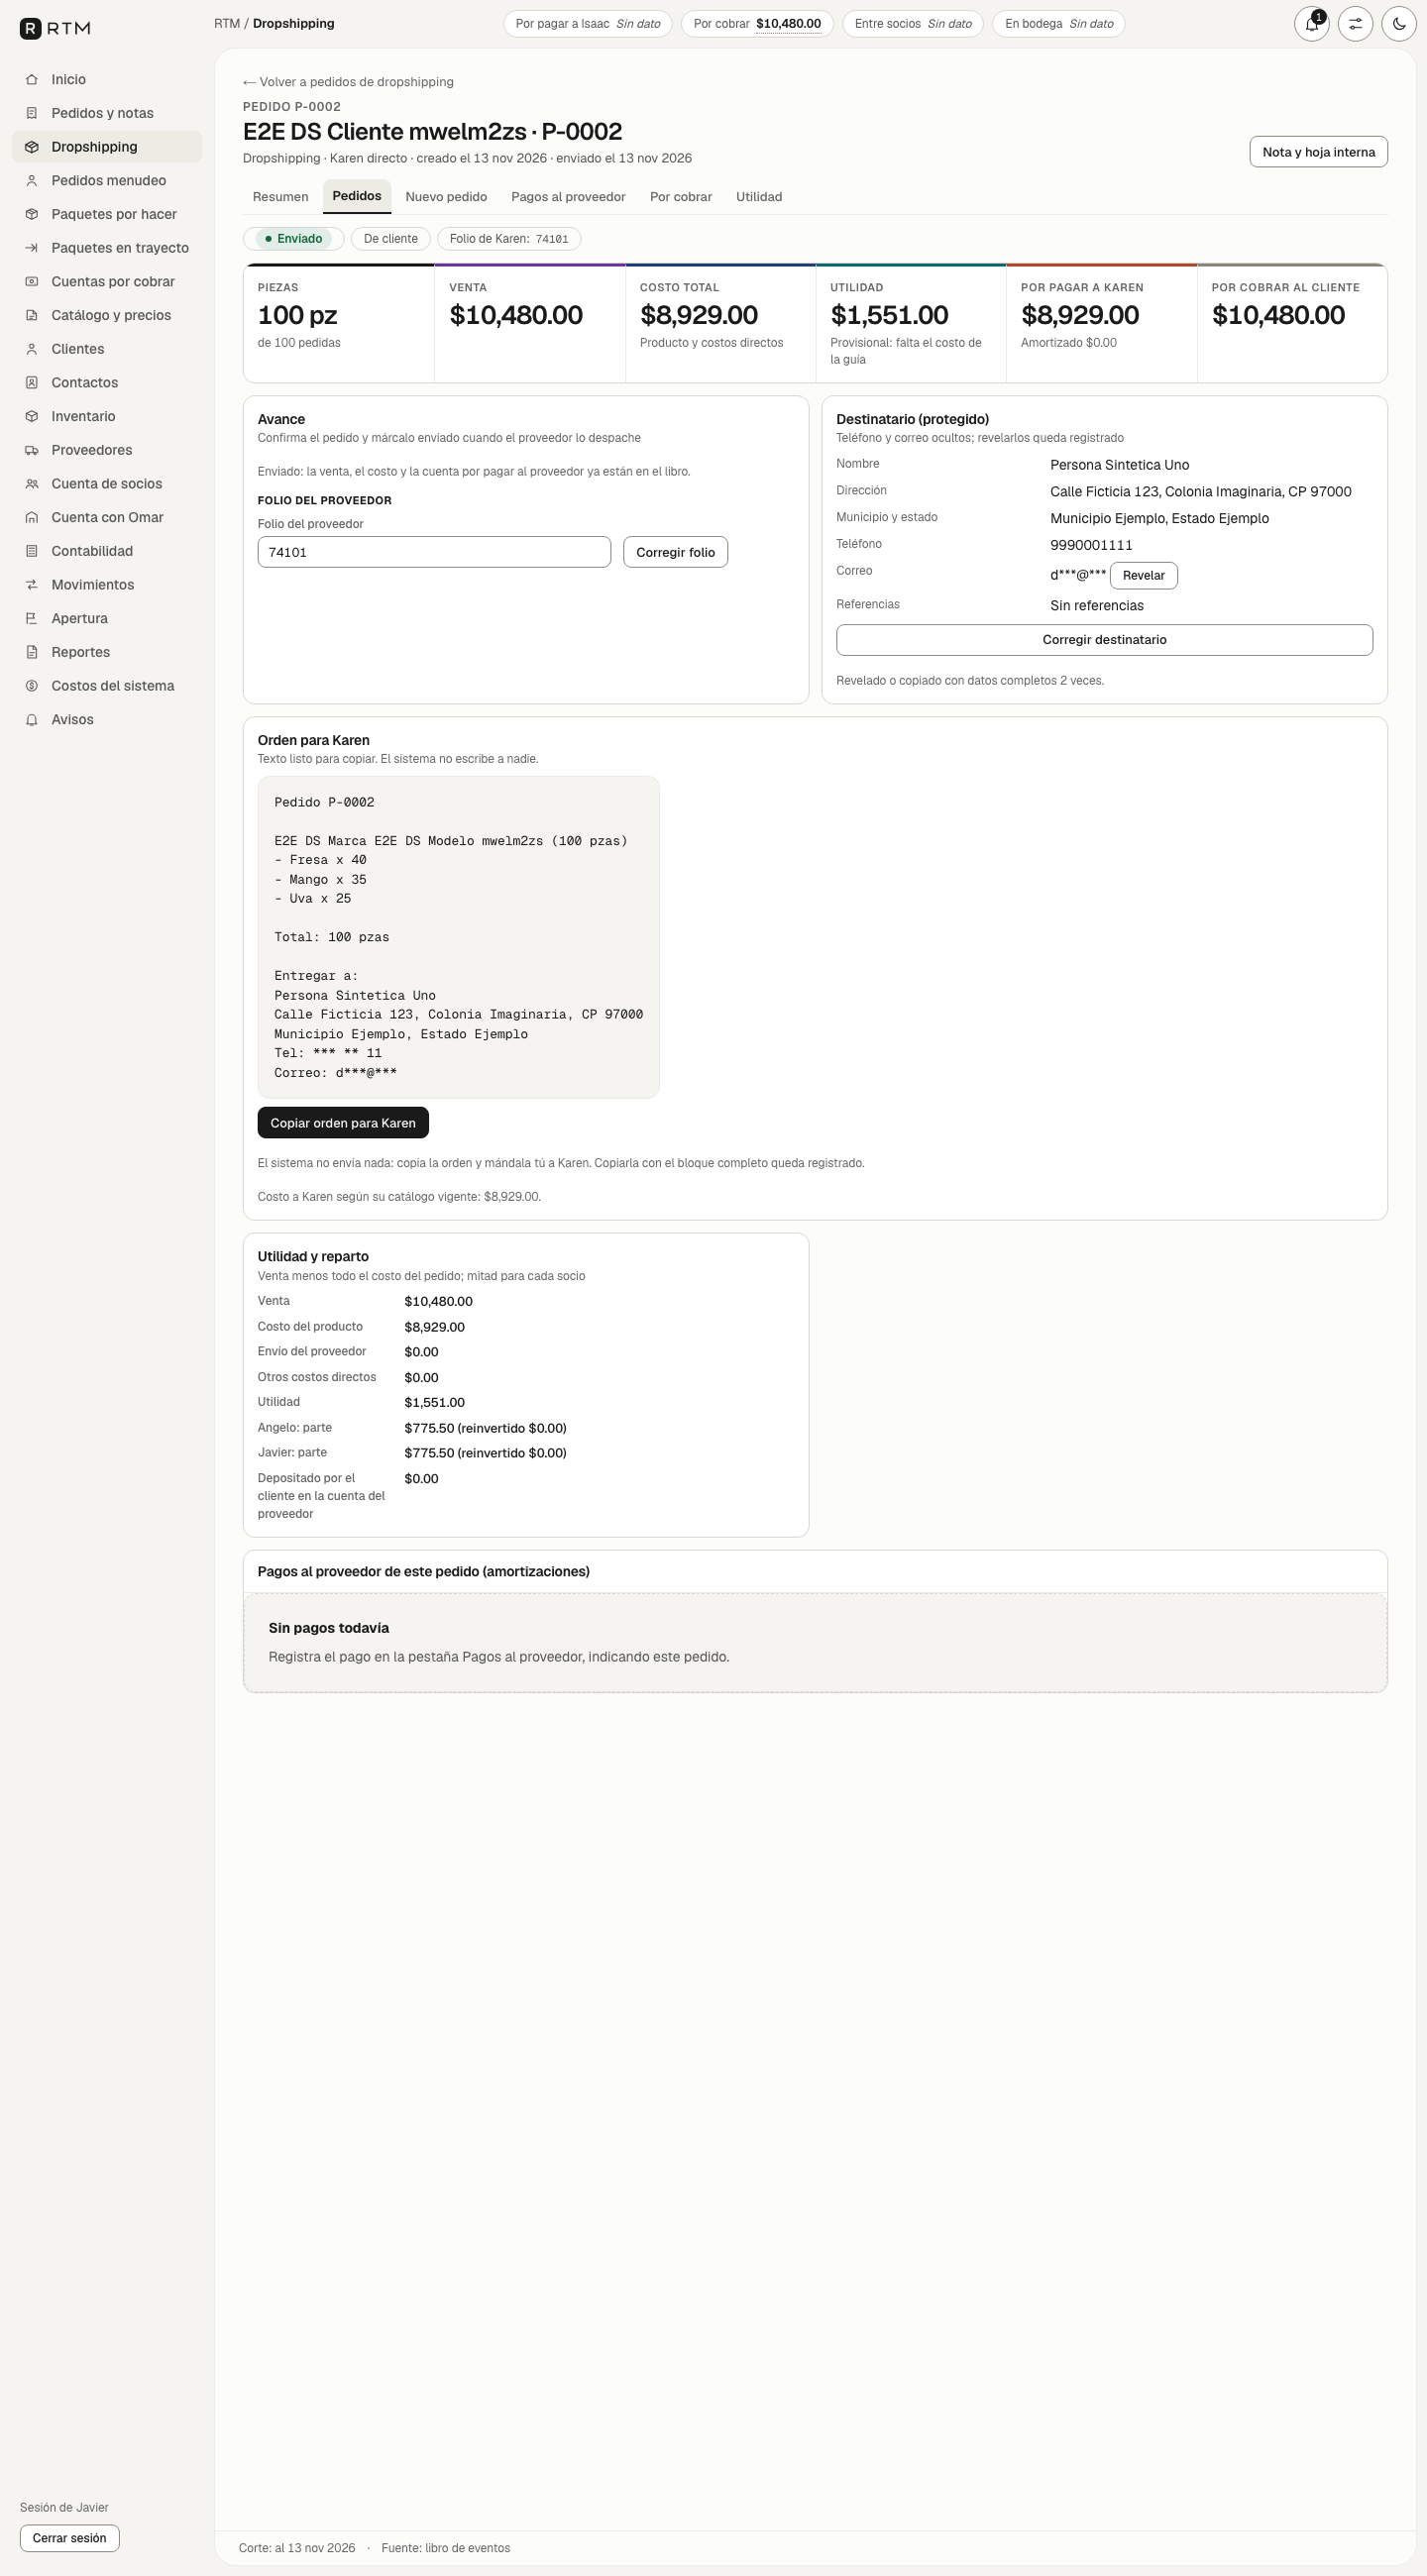 R RTM
RTM / Dropshipping
Por pagar a Isaac Sin dato
Por cobrar $10,480.00
Entre socios Sin dato
En bodega Sin dato
1
Inicio
Pedidos y notas
Dropshipping
Pedidos menudeo
Paquetes por hacer
Paquetes en trayecto
Cuentas por cobrar
Catálogo y precios
Clientes
Contactos
Inventario
Proveedores
Cuenta de socios
Cuenta con Omar
Contabilidad
Movimientos
Apertura
Reportes
Costos del sistema
Avisos
Sesión de Javier
Cerrar sesión
← Volver a pedidos de dropshipping
PEDIDO P-0002
E2E DS Cliente mwelm2zs · P-0002
Dropshipping · Karen directo · creado el 13 nov 2026 · enviado el 13 nov 2026
Nota y hoja interna
Resumen Pedidos Nuevo pedido Pagos al proveedor Por cobrar Utilidad
Enviado De cliente Folio de Karen: 74101
PIEZAS
100 pz
de 100 pedidas
VENTA
$10,480.00
COSTO TOTAL
$8,929.00
Producto y costos directos
UTILIDAD
$1,551.00
Provisional: falta el costo de
la guía
POR PAGAR A KAREN
$8,929.00
Amortizado $0.00
POR COBRAR AL CLIENTE
$10,480.00
Avance
Confirma el pedido y márcalo enviado cuando el proveedor lo despache
Enviado: la venta, el costo y la cuenta por pagar al proveedor ya están en el libro.
FOLIO DEL PROVEEDOR
Folio del proveedor
74101
Corregir folio
Destinatario (protegido)
Teléfono y correo ocultos; revelarlos queda registrado
Nombre Persona Sintetica Uno
Dirección Calle Ficticia 123, Colonia Imaginaria, CP 97000
Municipio y estado Municipio Ejemplo, Estado Ejemplo
Teléfono 9990001111
Correo d***@*** Revelar
Referencias Sin referencias
Corregir destinatario
Revelado o copiado con datos completos 2 veces.
Orden para Karen
Texto listo para copiar. El sistema no escribe a nadie.
Pedido P-0002
E2E DS Marca E2E DS Modelo mwelm2zs (100 pzas)
- Fresa x 40
- Mango x 35
- Uva x 25
Total: 100 pzas
Entregar a:
Persona Sintetica Uno
Calle Ficticia 123, Colonia Imaginaria, CP 97000
Municipio Ejemplo, Estado Ejemplo
Tel: *** ** 11
Correo: d***@***
Copiar orden para Karen
El sistema no envía nada: copia la orden y mándala tú a Karen. Copiarla con el bloque completo queda registrado.
Costo a Karen según su catálogo vigente: $8,929.00.
Utilidad y reparto
Venta menos todo el costo del pedido; mitad para cada socio
Venta $10,480.00
Costo del producto $8,929.00
Envío del proveedor $0.00
Otros costos directos $0.00
Utilidad $1,551.00
Angelo: parte $775.50 (reinvertido $0.00)
Javier: parte $775.50 (reinvertido $0.00)
Depositado por el $0.00
cliente en la cuenta del
proveedor
Pagos al proveedor de este pedido (amortizaciones)
Sin pagos todavía
Registra el pago en la pestaña Pagos al proveedor, indicando este pedido.
Corte: al 13 nov 2026 · Fuente: libro de eventos